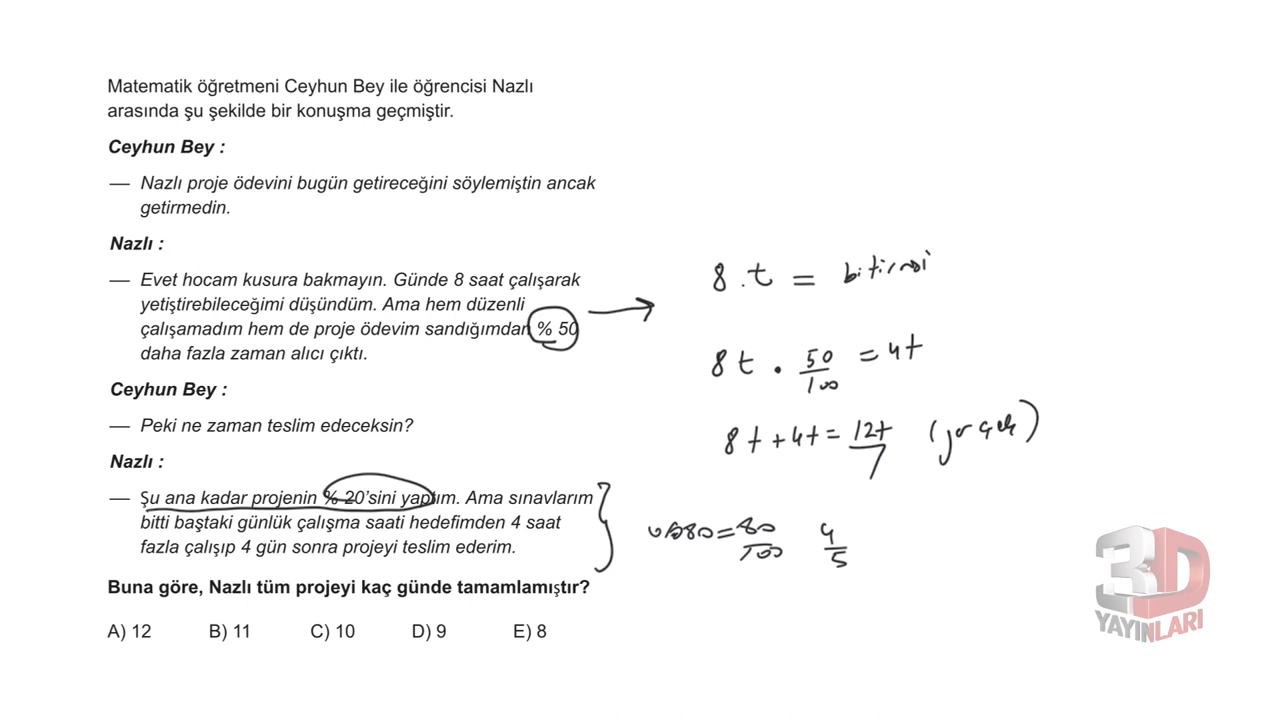 Matematik öğretmeni Ceyhun Bey ile öğrencisi Nazlı
arasında şu şekilde bir konuşma geçmiştir.
Ceyhun Bey :
— Nazlı proje ödevini bugün getireceğini söylemiştin ancak
getirmedin.
Nazlı :
— Evet hocam kusura bakmayın. Günde 8 saat çalışarak
yetiştirebileceğimi düşündüm. Ama hem düzenli
çalışamadım hem de proje ödevim sandığımdan % 50
daha fazla zaman alıcı çıktı.
Ceyhun Bey :
— Peki ne zaman teslim edeceksin?
Nazlı :
— Şu ana kadar projenin % 20'sini yaptım. Ama sınavlarım
bitti baştaki günlük çalışma saati hedefimden 4 saat
fazla çalışıp 4 gün sonra projeyi teslim ederim.
Buna göre, Nazlı tüm projeyi kaç günde tamamlamıştır?
A) 12 B) 11 C) 10 D) 9 E) 8
8.t = bitirmesi
8t . 50/100 = 4t
8t+4t=12t (gerçek)
%80=80/100 4/5
3D
YAYINLARI